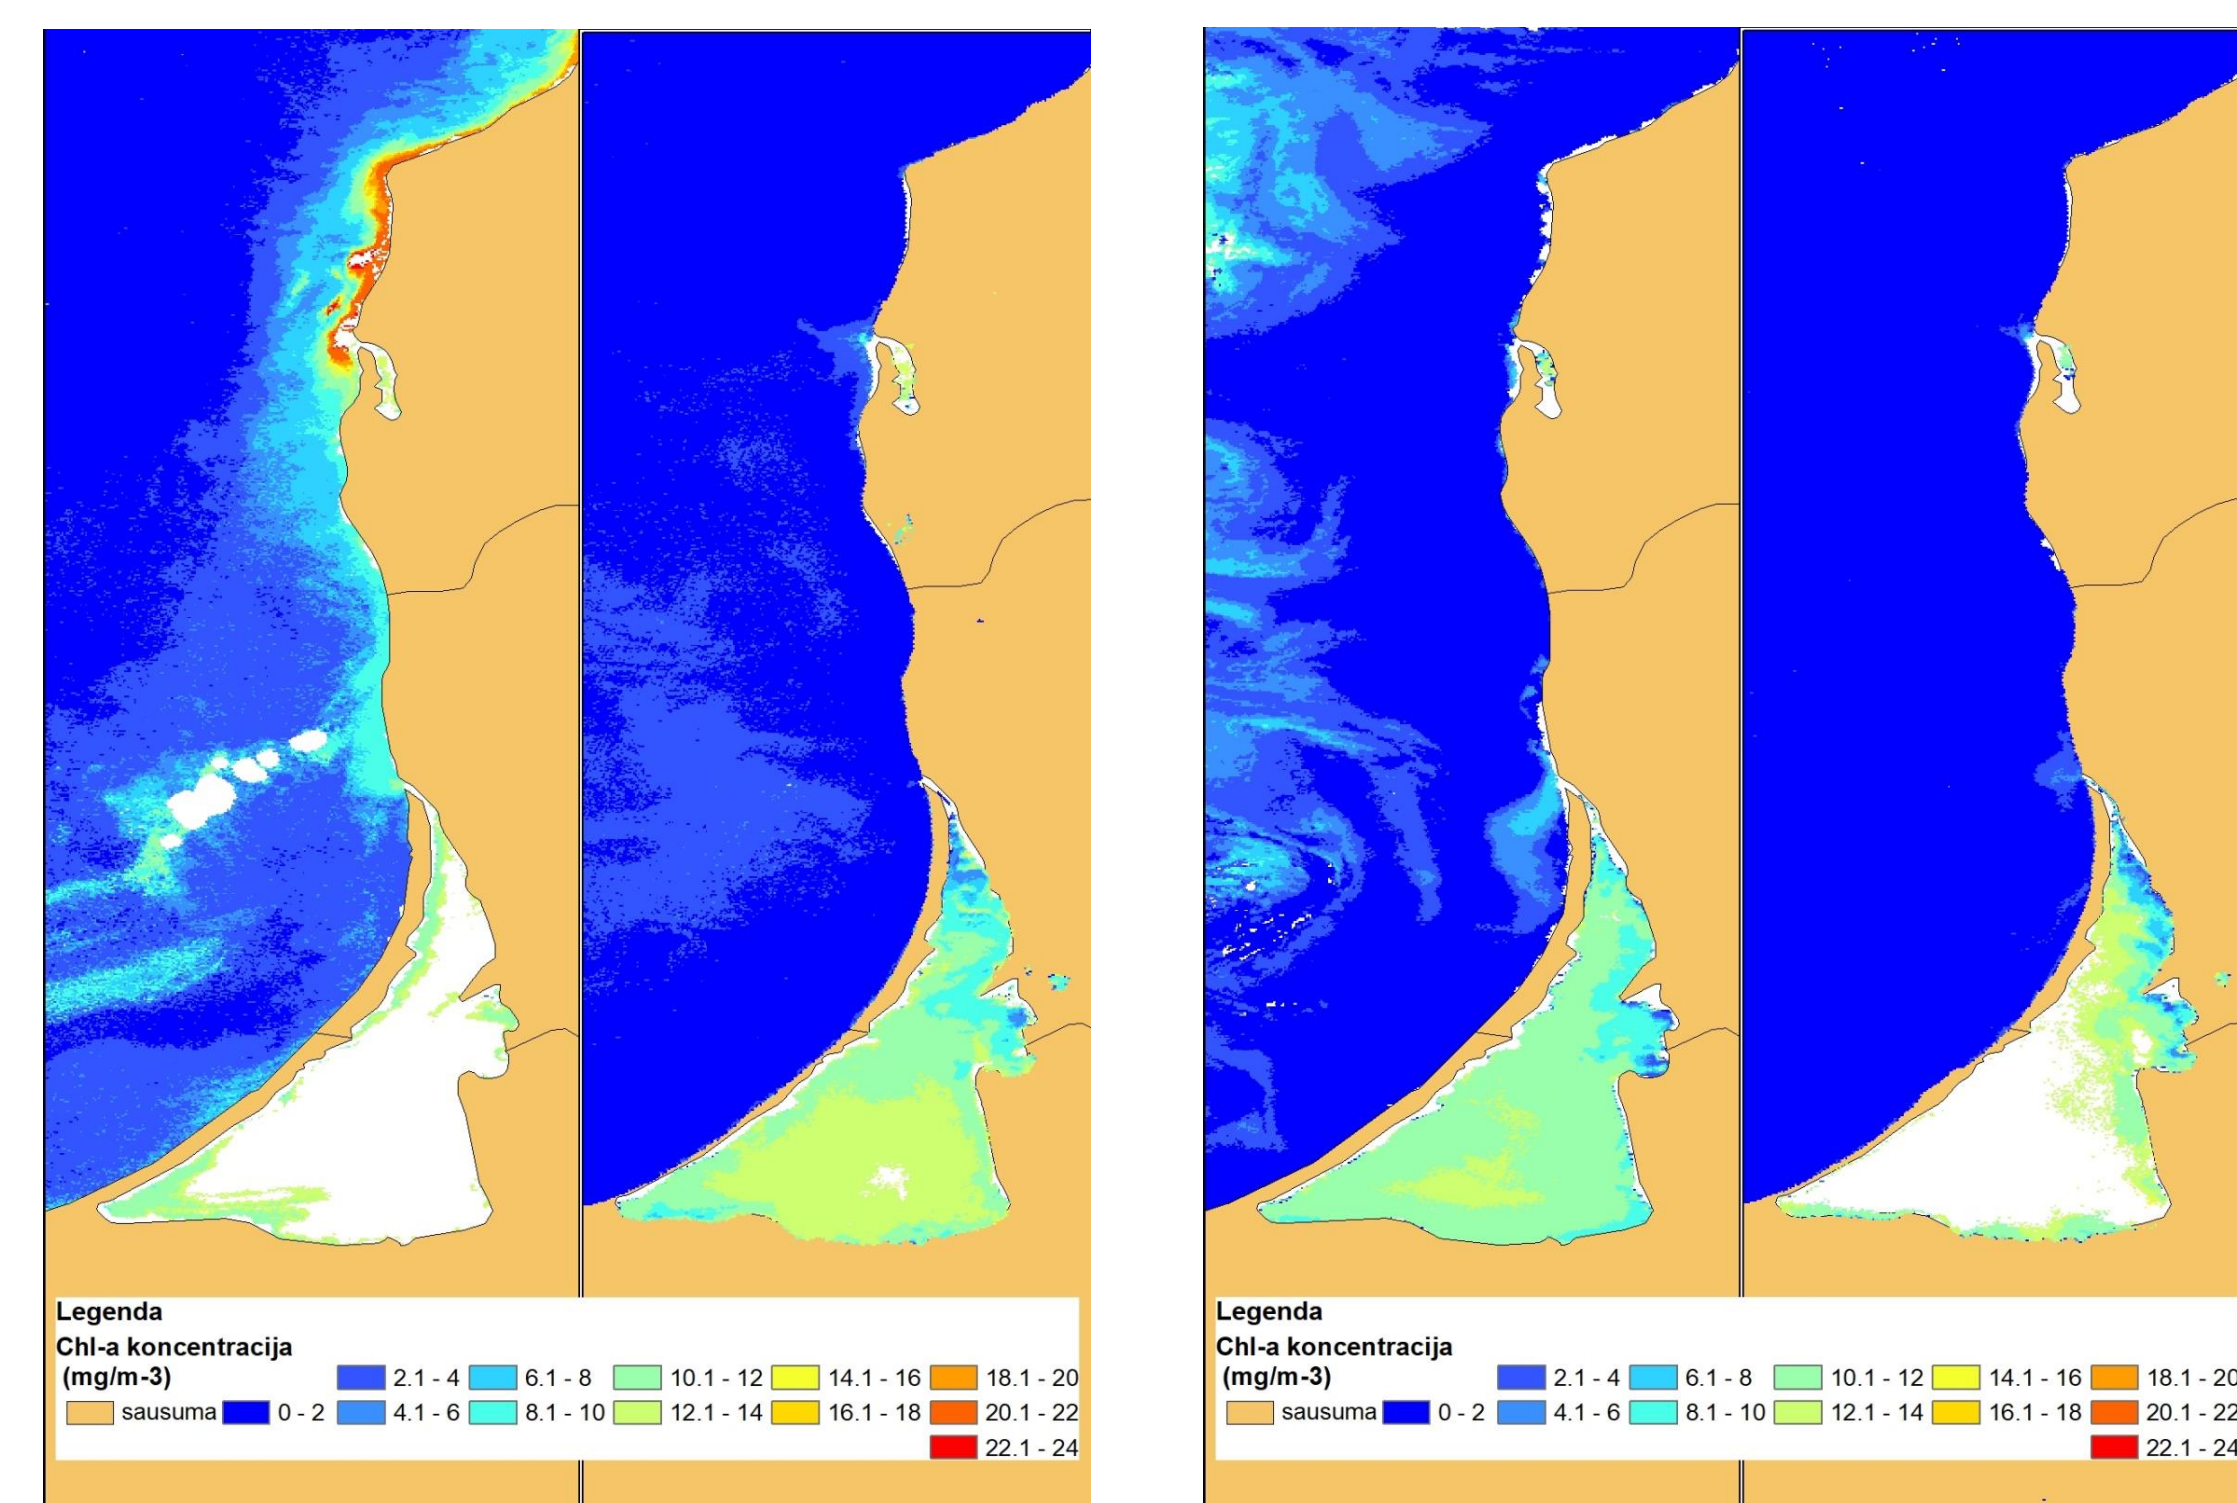 Legenda
Chl-a koncentracija
(mg/m-3) 2.1 - 4 6.1 - 8 10.1 - 12 14.1 - 16 18.1 - 20
sausuma 0 - 2 4.1 - 6 8.1 - 10 12.1 - 14 16.1 - 18 20.1 - 22
22.1 - 24
Legenda
Chl-a koncentracija
(mg/m-3) 2.1 - 4 6.1 - 8 10.1 - 12 14.1 - 16 18.1 - 20
sausuma 0 - 2 4.1 - 6 8.1 - 10 12.1 - 14 16.1 - 18 20.1 - 22
22.1 - 24